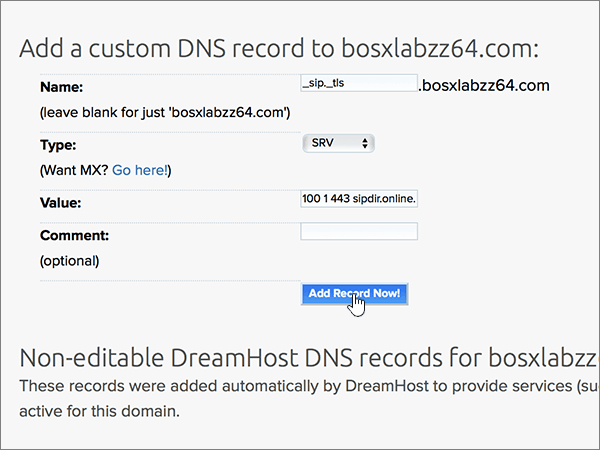 Add a custom DNS record to bosxlabzz64.com:
Name: _sip._tls .bosxlabzz64.com
(leave blank for just 'bosxlabzz64.com')
Type: SRV
(Want MX? Go here!)
Value: 100 1 443 sipdir.online.
Comment:
(optional)
Add Record Now!
Non-editable DreamHost DNS records for bosxlabzz
These records were added automatically by DreamHost to provide services (su
active for this domain.